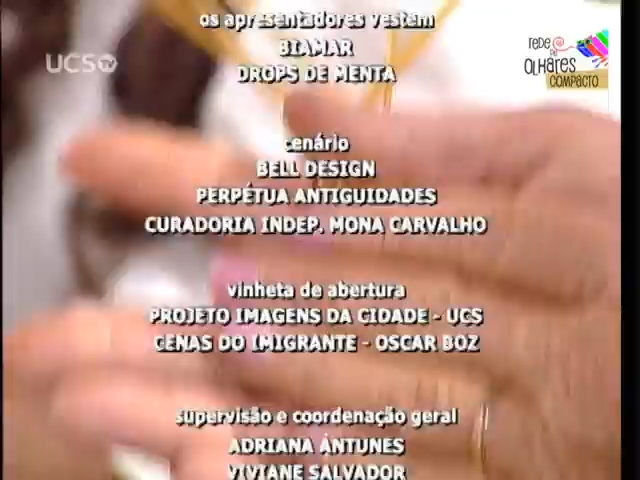 os apresentadores vestem
BIAMAR
DROPS DE MENTA
UCSTV
rede
de
OLHARES
COMPACTO
cenário
BELL DESIGN
PERPÉTUA ANTIGUIDADES
CURADORIA INDEP. MONA CARVALHO
vinheta de abertura
PROJETO IMAGENS DA CIDADE - UCS
CENAS DO IMIGRANTE - OSCAR BOZ
supervisão e coordenação geral
ADRIANA ANTUNES
VIVIANE SALVADOR